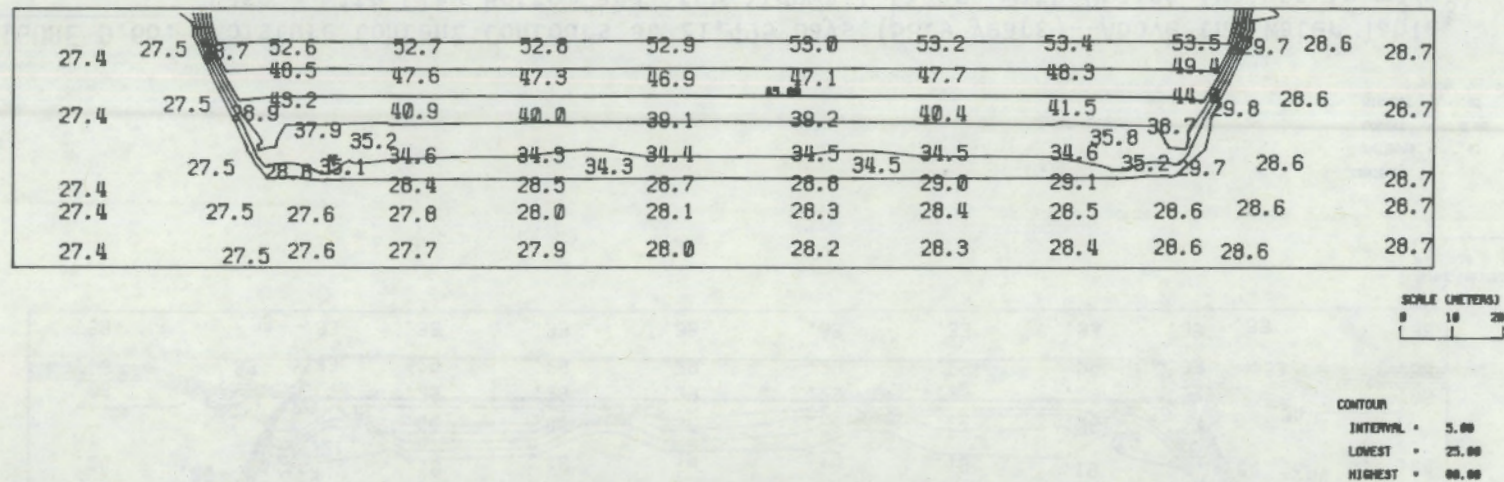 52.6 52.7 52.8 52.9 53.0 53.2 53.4 53.5
27.4 27.5 29.7 28.6 28.7
48.5 47.6 47.3 46.9 47.1 47.7 48.3 49.4
27.5 43.2 44. 28.6
27.4 28.9 40.9 40.0 39.1 39.2 40.4 41.5 29.8 28.7
37.9 35.2 35.8 38.7
34.6 34.3 34.4 34.5 34.5 34.6
27.5 28.8 34.3 34.5 35.2 29.7 28.6
27.4 28.4 28.5 28.7 28.8 29.0 29.1 28.7
27.4 27.5 27.6 27.8 28.0 28.1 28.3 28.4 28.5 28.6 28.6 28.7
27.4 27.5 27.6 27.7 27.9 28.0 28.2 28.3 28.4 28.6 28.6 28.7
SCALE (METERS)
0 10 20
CONTOUR
INTERVAL = 5.00
LOWEST = 25.00
HIGHEST =